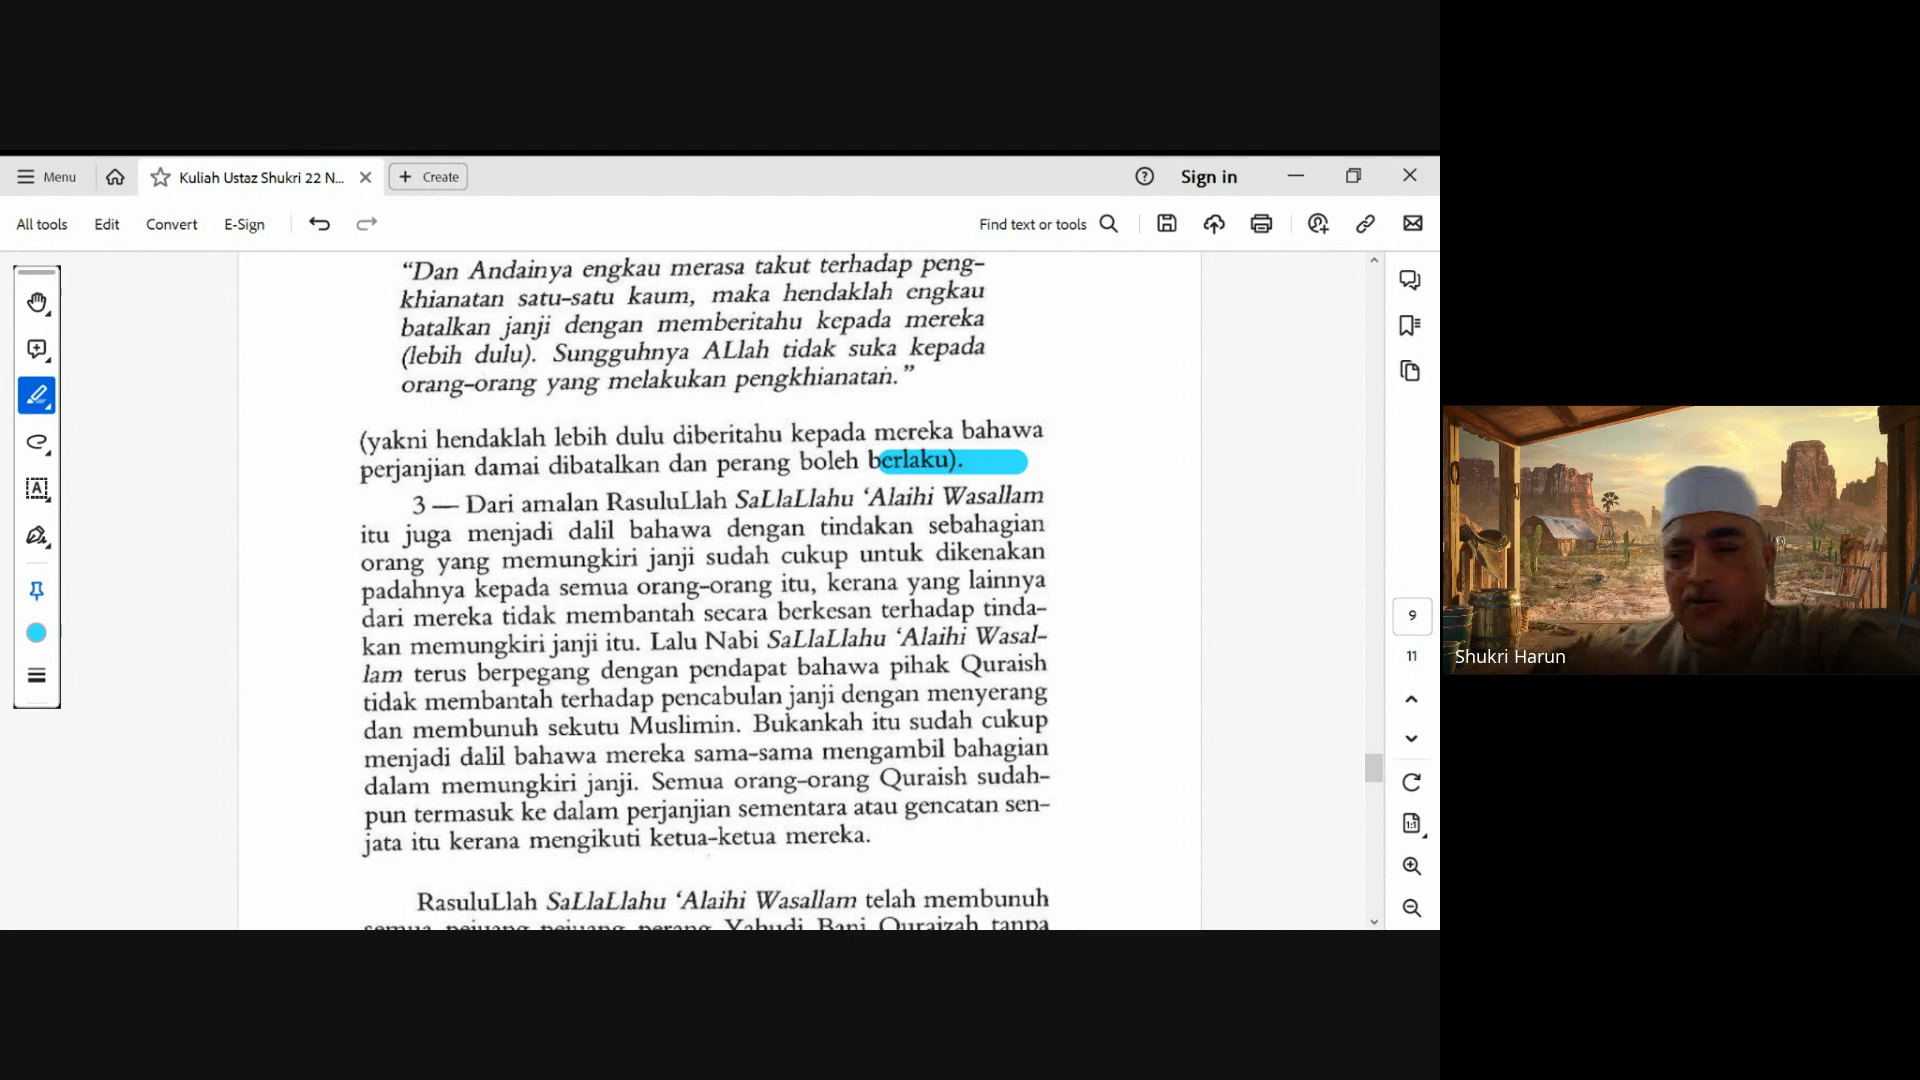 Menu
Kuliah Ustaz Shukri 22 N...
Create
Sign in
All tools
Edit
Convert
E-Sign
Find text or tools
“Dan Andainya engkau merasa takut terhadap peng-
khianatan satu-satu kaum, maka hendaklah engkau
batalkan janji dengan memberitahu kepada mereka
(lebih dulu). Sungguhnya ALlah tidak suka kepada
orang-orang yang melakukan pengkhianatan.”
(yakni hendaklah lebih dulu diberitahu kepada mereka bahawa
perjanjian damai dibatalkan dan perang boleh berlaku).
3 — Dari amalan RasuluLlah SaLlaLlahu ‘Alaihi Wasallam
itu juga menjadi dalil bahawa dengan tindakan sebahagian
orang yang memungkiri janji sudah cukup untuk dikenakan
padahnya kepada semua orang-orang itu, kerana yang lainnya
dari mereka tidak membantah secara berkesan terhadap tinda-
kan memungkiri janji itu. Lalu Nabi SaLlaLlahu ‘Alaihi Wasal-
lam terus berpegang dengan pendapat bahawa pihak Quraish
tidak membantah terhadap pencabulan janji dengan menyerang
dan membunuh sekutu Muslimin. Bukankah itu sudah cukup
menjadi dalil bahawa mereka sama-sama mengambil bahagian
dalam memungkiri janji. Semua orang-orang Quraish sudah-
pun termasuk ke dalam perjanjian sementara atau gencatan sen-
jata itu kerana mengikuti ketua-ketua mereka.
RasuluLlah SaLlaLlahu ‘Alaihi Wasallam telah membunuh
semua pejuang-pejuang perang Yahudi Bani Quraizah tanpa
9
11
Shukri Harun